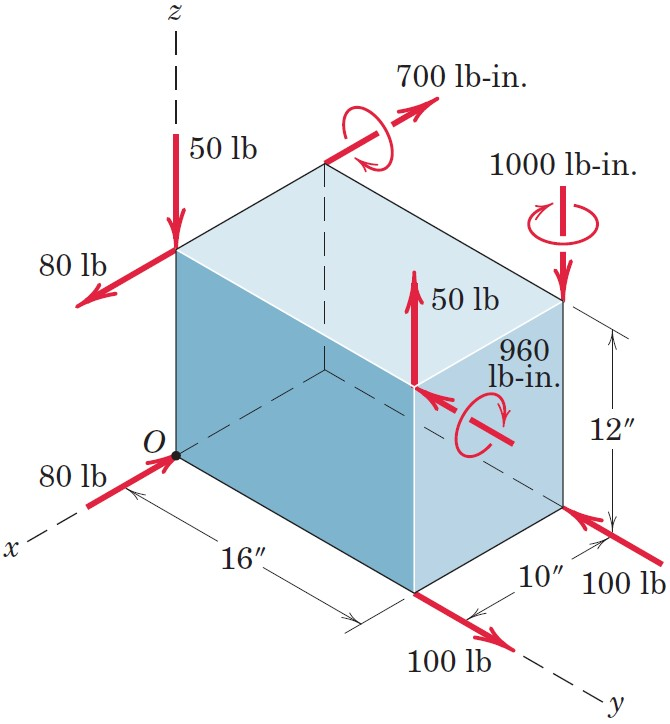 z
700 lb-in.
50 lb
1000 lb-in.
80 lb
50 lb
960
lb-in.
12″
O
80 lb
x
16″
10″
100 lb
100 lb
y